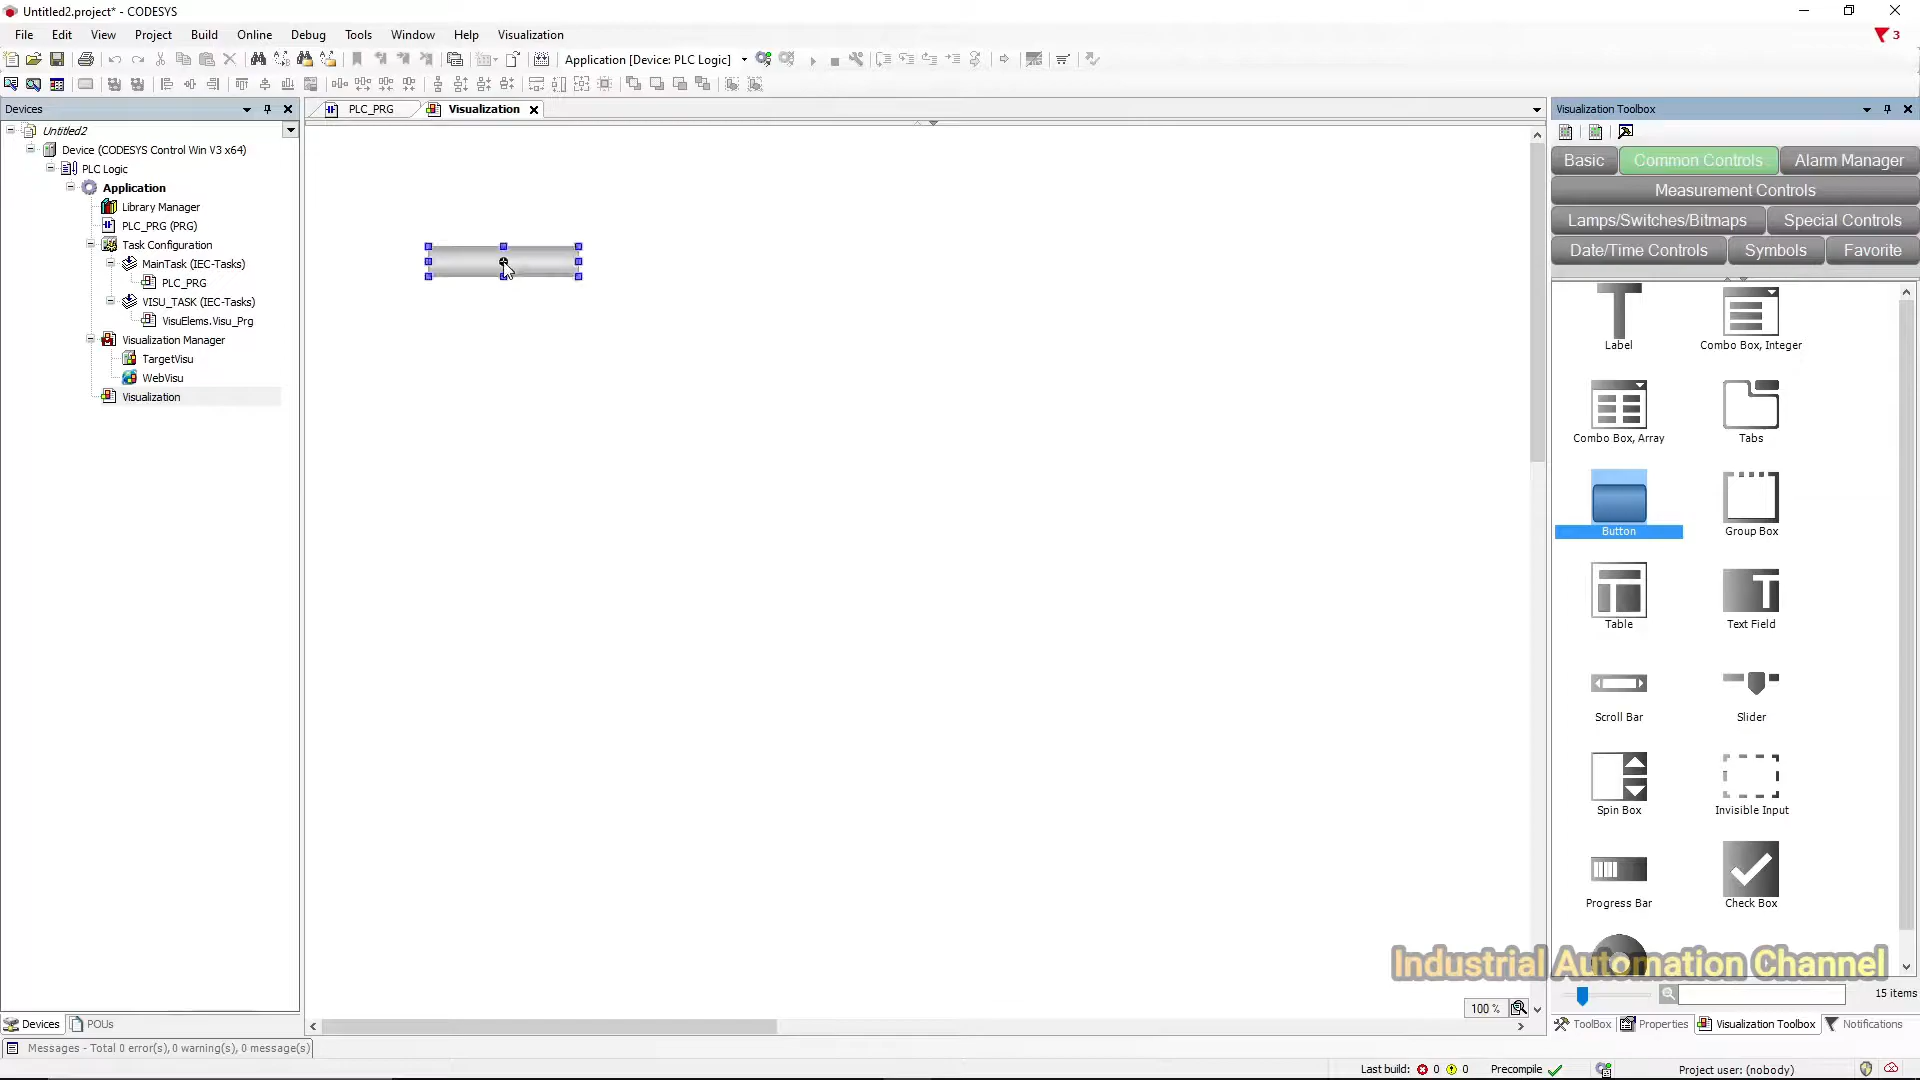 Untitled2.project* - CODESYS
File Edit View Project Build Online Debug Tools Window Help Visualization
3
Application [Device: PLC Logic]
Devices
Untitled2
Device (CODESYS Control Win V3 x64)
PLC Logic
Application
Library Manager
PLC_PRG (PRG)
Task Configuration
MainTask (IEC-Tasks)
PLC_PRG
VISU_TASK (IEC-Tasks)
VisuElems.Visu_Prg
Visualization Manager
TargetVisu
WebVisu
Visualization
Devices POUs
PLC_PRG Visualization
100 %
Visualization Toolbox
Basic Common Controls Alarm Manager
Measurement Controls
Lamps/Switches/Bitmaps Special Controls
Date/Time Controls Symbols Favorite
Label Combo Box, Integer
Combo Box, Array Tabs
Button Group Box
Table Text Field
Scroll Bar Slider
Spin Box Invisible Input
Progress Bar Check Box
Industrial Automation Channel
15 items
ToolBox Properties Visualization Toolbox Notifications
Messages - Total 0 error(s), 0 warning(s), 0 message(s)
Last build: 0 0 Precompile Project user: (nobody)